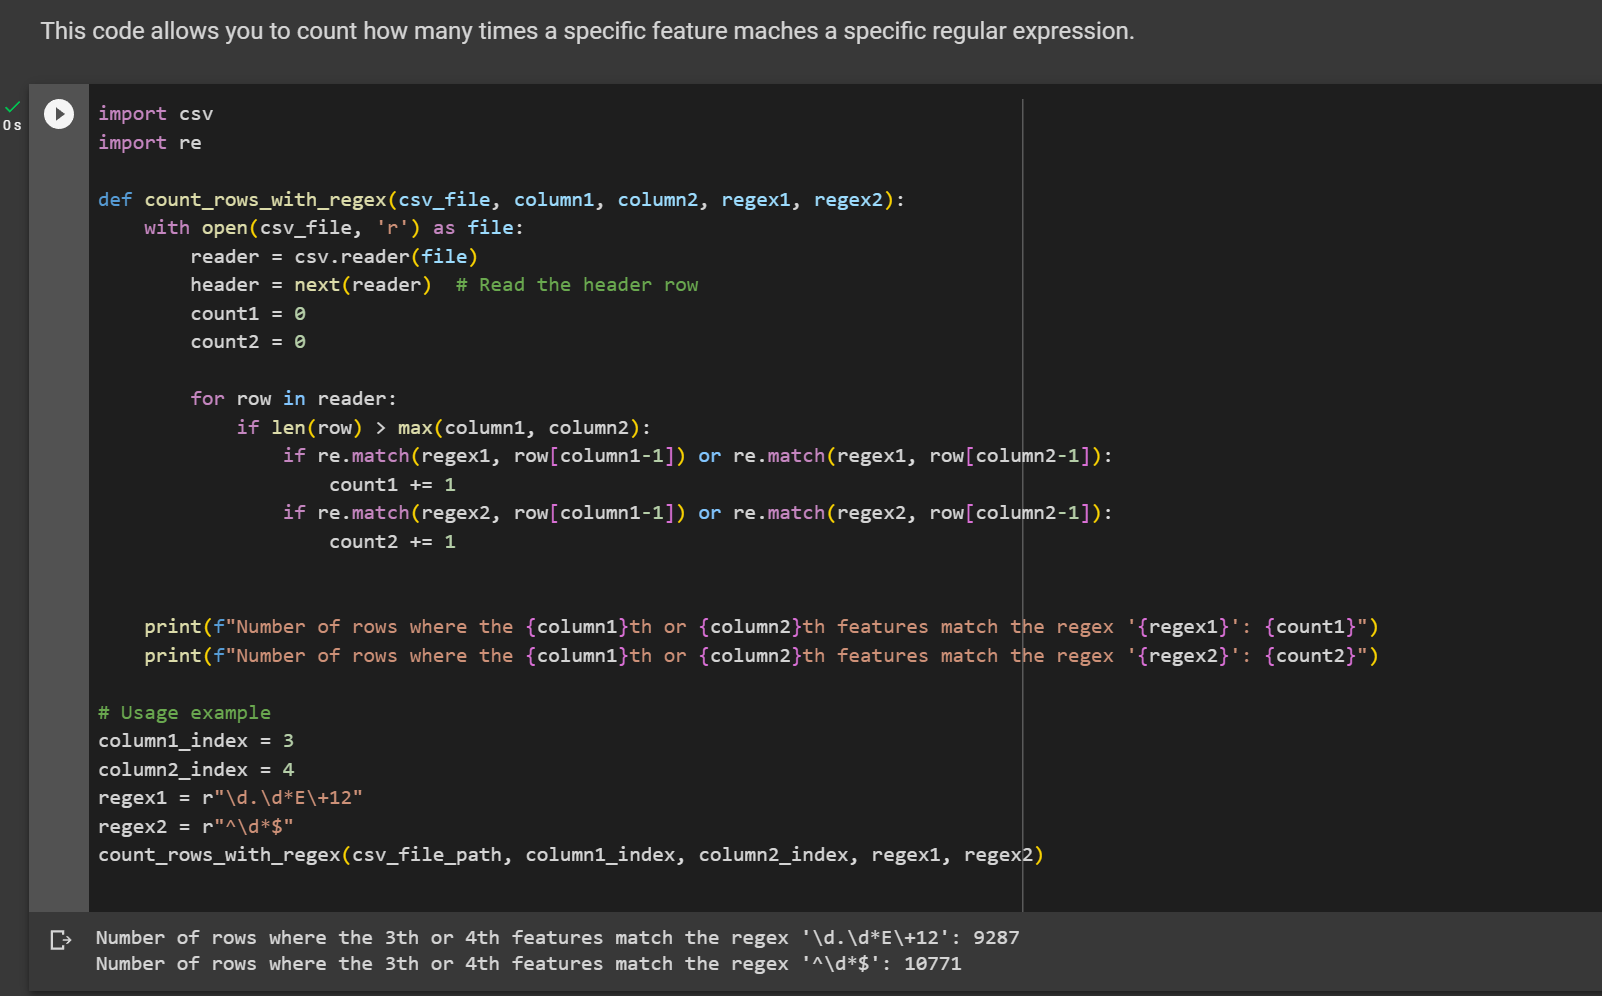 This code allows you to count how many times a specific feature maches a specific regular expression.
0s
import csv
import re
def count_rows_with_regex(csv_file, column1, column2, regex1, regex2):
    with open(csv_file, 'r') as file:
        reader = csv.reader(file)
        header = next(reader)  # Read the header row
        count1 = 0
        count2 = 0
        for row in reader:
            if len(row) > max(column1, column2):
                if re.match(regex1, row[column1-1]) or re.match(regex1, row[column2-1]):
                    count1 += 1
                if re.match(regex2, row[column1-1]) or re.match(regex2, row[column2-1]):
                    count2 += 1
    print(f"Number of rows where the {column1}th or {column2}th features match the regex '{regex1}': {count1}")
    print(f"Number of rows where the {column1}th or {column2}th features match the regex '{regex2}': {count2}")
# Usage example
column1_index = 3
column2_index = 4
regex1 = r"\d.\d*E\+12"
regex2 = r"^\d*$"
count_rows_with_regex(csv_file_path, column1_index, column2_index, regex1, regex2)
Number of rows where the 3th or 4th features match the regex '\d.\d*E\+12': 9287
Number of rows where the 3th or 4th features match the regex '^\d*$': 10771